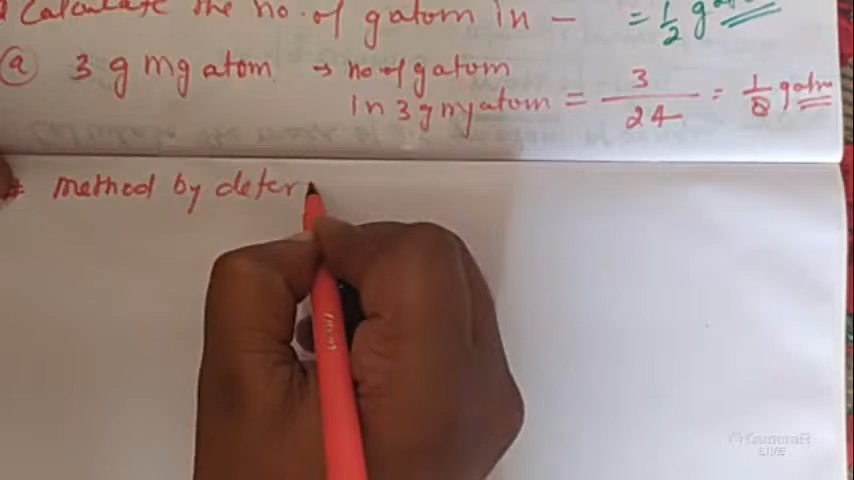 Calculate the no. of gatom in - = 1/2 g
(a) 3 g mg atom → no of gatom
in 3 g mg atom = 3/24 = 1/8 gatm
# method by deter
KameraFi
LIVE